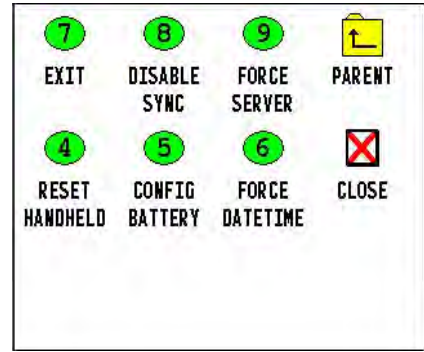 7 8 9
EXIT DISABLE FORCE PARENT
SYNC SERVER
4 5 6
RESET CONFIG FORCE CLOSE
HANDHELD BATTERY DATETIME